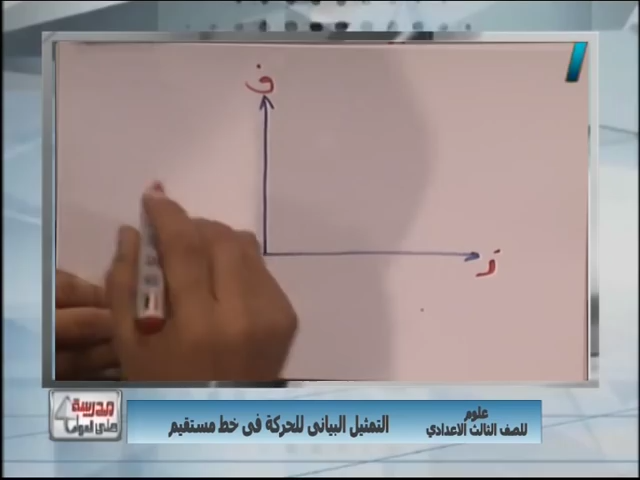 ف
ز
مدرسة
على الهواء
علوم
للصف الثالث الاعدادي
التمثيل البيانى للحركة فى خط مستقيم